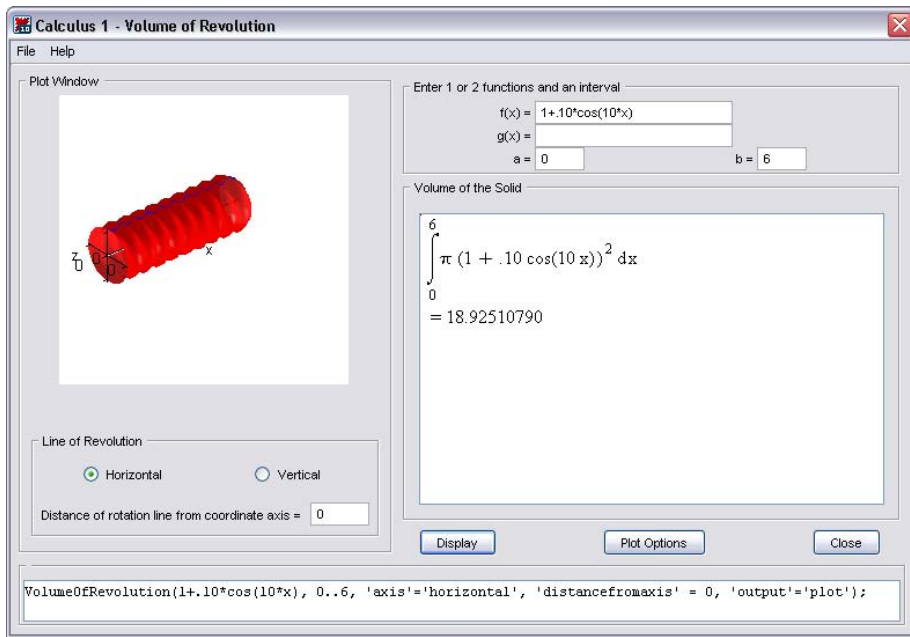 Calculus 1 - Volume of Revolution
File Help
Plot Window
z
0 0 0
x
Line of Revolution
Horizontal Vertical
Distance of rotation line from coordinate axis = 0
Enter 1 or 2 functions and an interval
f(x) = 1+.10*cos(10*x)
g(x) =
a = 0 b = 6
Volume of the Solid
6
∫ π (1 + .10 cos(10 x))² dx
0
= 18.92510790
Display Plot Options Close
VolumeOfRevolution(1+.10*cos(10*x), 0..6, 'axis'='horizontal', 'distancefromaxis' = 0, 'output'='plot');